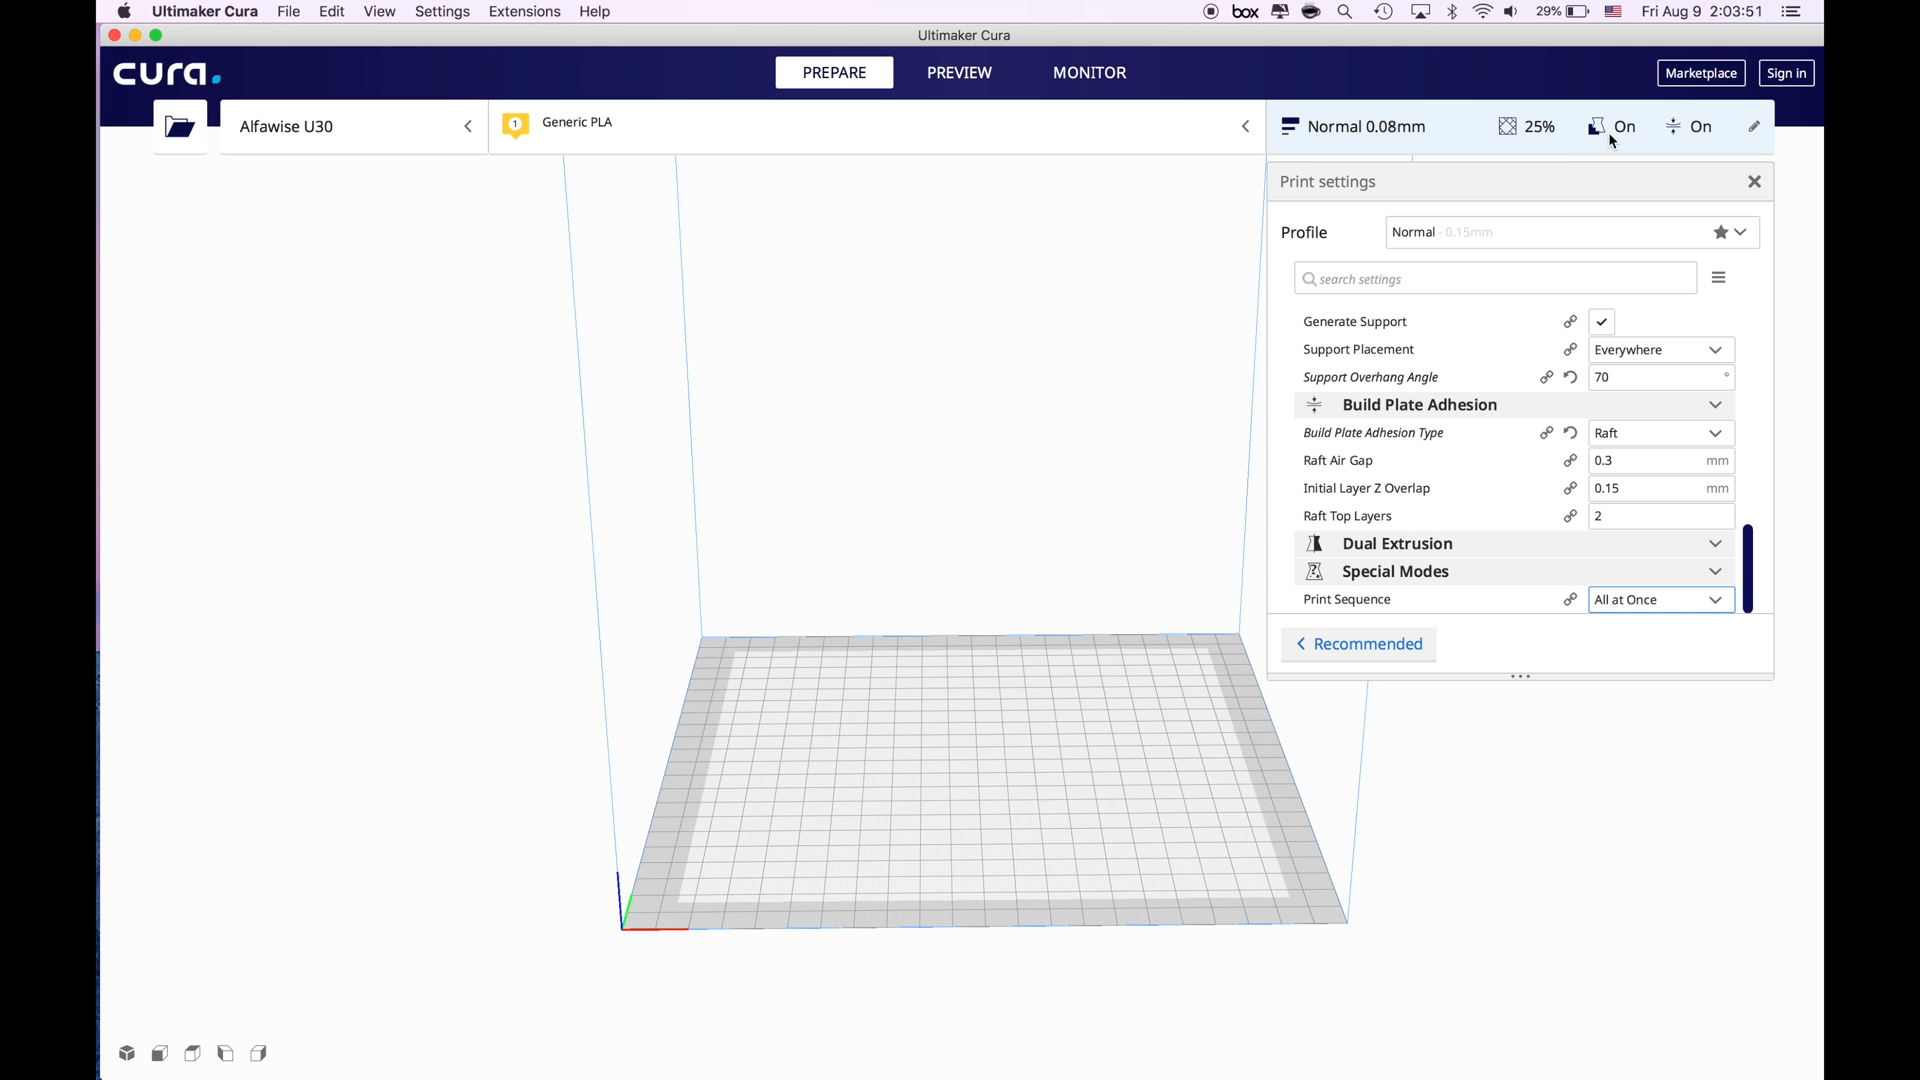 Ultimaker Cura File Edit View Settings Extensions Help box 29% Fri Aug 9 2:03:51
Ultimaker Cura
cura. PREPARE PREVIEW MONITOR Marketplace Sign in
Alfawise U30 1 Generic PLA Normal 0.08mm 25% On On
Print settings
Profile Normal - 0.15mm
search settings
Generate Support
Support Placement Everywhere
Support Overhang Angle 70 °
Build Plate Adhesion
Build Plate Adhesion Type Raft
Raft Air Gap 0.3 mm
Initial Layer Z Overlap 0.15 mm
Raft Top Layers 2
Dual Extrusion
Special Modes
Print Sequence All at Once
Recommended